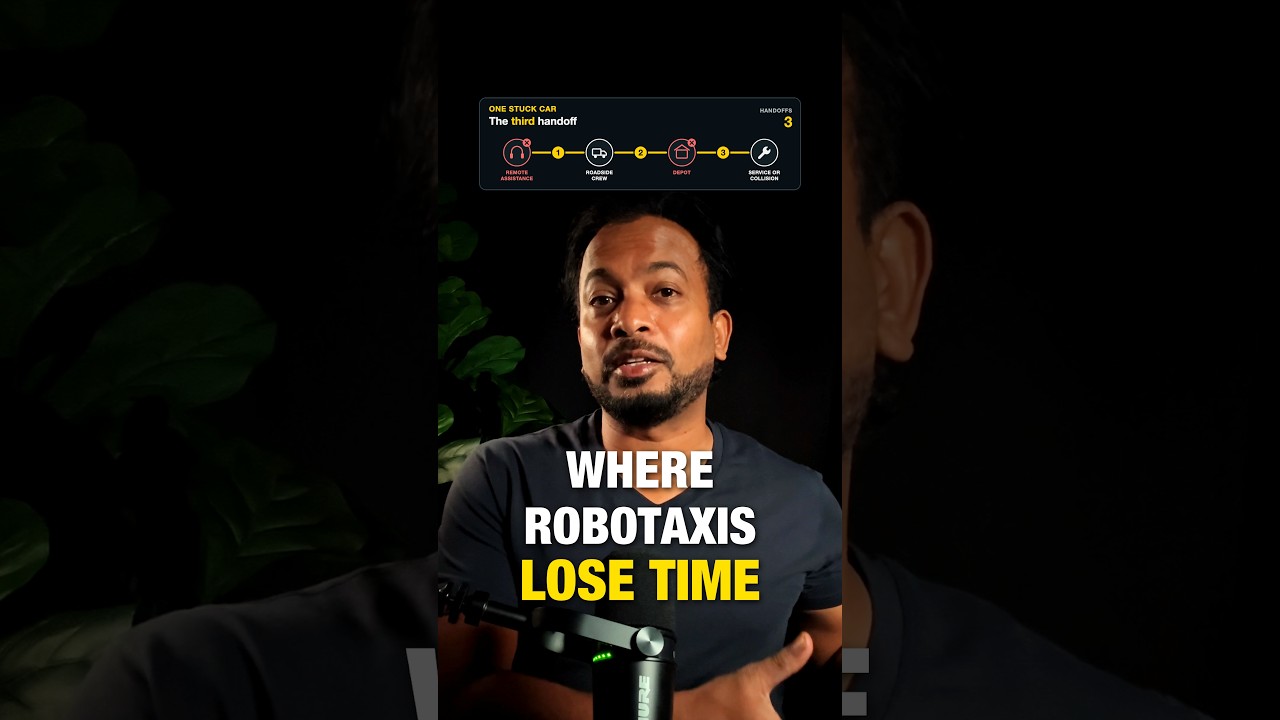 ONE STUCK CAR
The third handoff
HANDOFFS
3
1
2
3
REMOTE
ASSISTANCE
ROADSIDE
CREW
DEPOT
SERVICE OR
COLLISION
WHERE
ROBOTAXIS
LOSE TIME